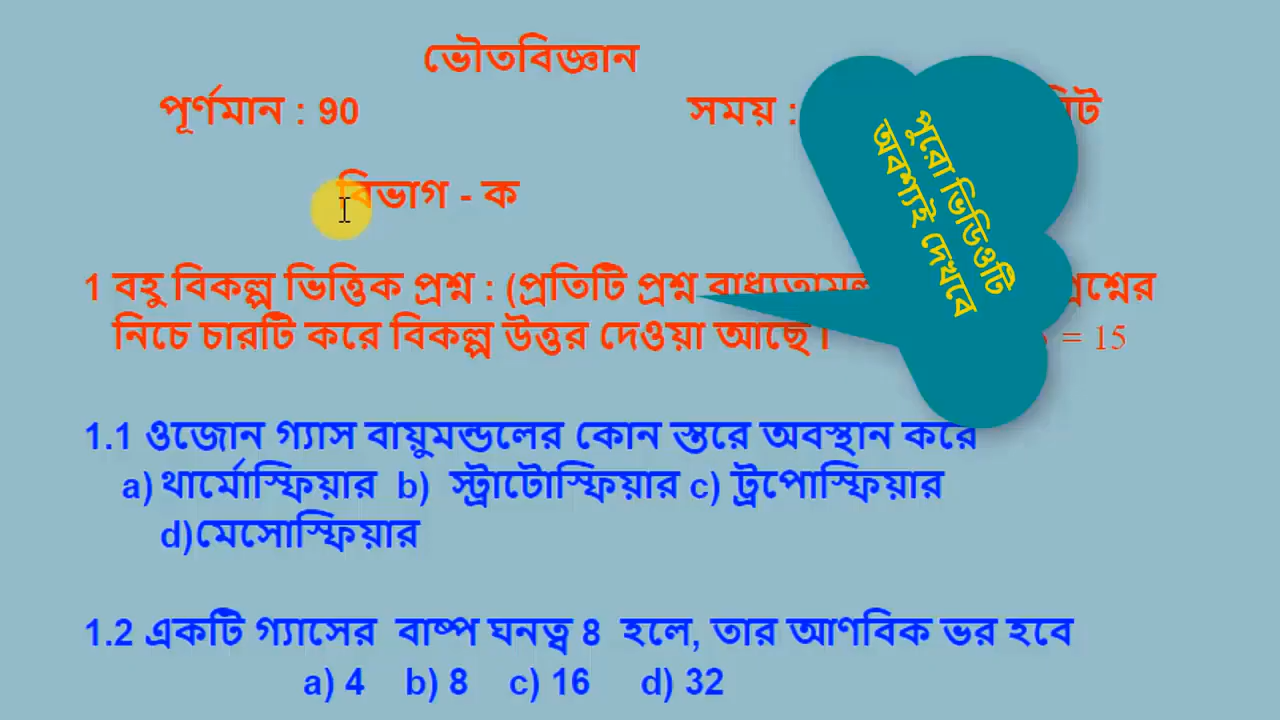 ভৌতবিজ্ঞান
পূর্ণমান : 90 সময় :
বিভাগ - ক
1 বহু বিকল্প ভিত্তিক প্রশ্ন : (প্রতিটি প্রশ্ন
নিচে চারটি করে বিকল্প উত্তর দেওয়া আছে। = 15
পুরো ভিডিওটি
অবশ্যই দেখবে
1.1 ওজোন গ্যাস বায়ুমন্ডলের কোন স্তরে অবস্থান করে
a) থার্মোস্ফিয়ার b) স্ট্রাটোস্ফিয়ার c) ট্রপোস্ফিয়ার
d)মেসোস্ফিয়ার
1.2 একটি গ্যাসের বাষ্প ঘনত্ব 8 হলে, তার আণবিক ভর হবে
a) 4 b) 8 c) 16 d) 32